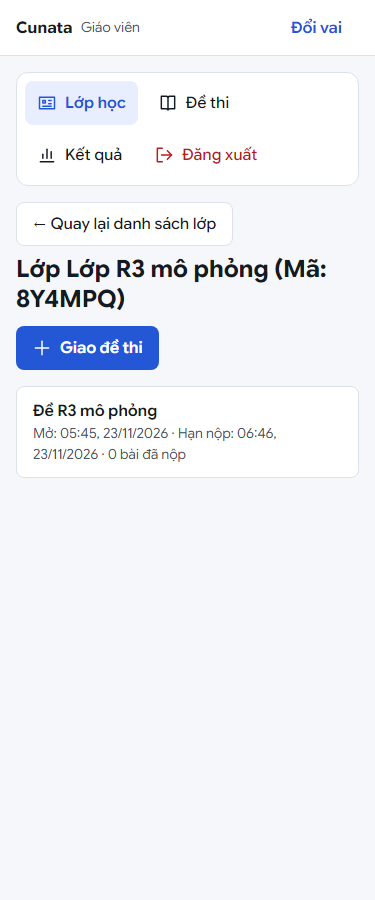 Cunata Giáo viên Đổi vai
Lớp học Đề thi
Kết quả Đăng xuất
← Quay lại danh sách lớp
Lớp Lớp R3 mô phỏng (Mã:
8Y4MPQ)
Giao đề thi
Đề R3 mô phỏng
Mở: 05:45, 23/11/2026 · Hạn nộp: 06:46,
23/11/2026 · 0 bài đã nộp